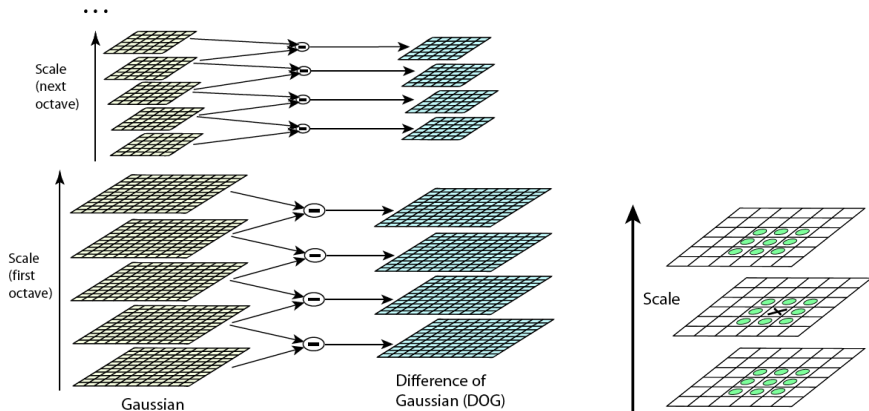 ...
Scale
(next
octave)
Scale
(first
octave)
Gaussian
Difference of
Gaussian (DOG)
Scale